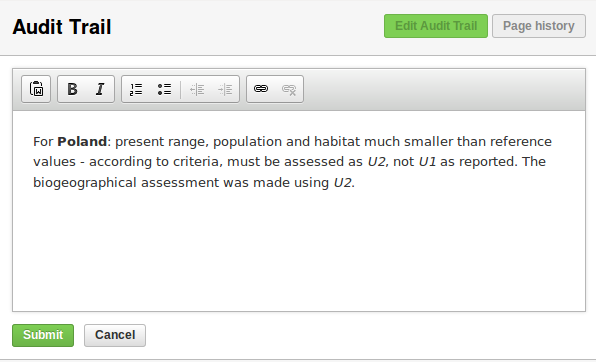 Audit Trail
Edit Audit Trail
Page history
B I
For Poland: present range, population and habitat much smaller than reference
values - according to criteria, must be assessed as U2, not U1 as reported. The
biogeographical assessment was made using U2.
Submit
Cancel